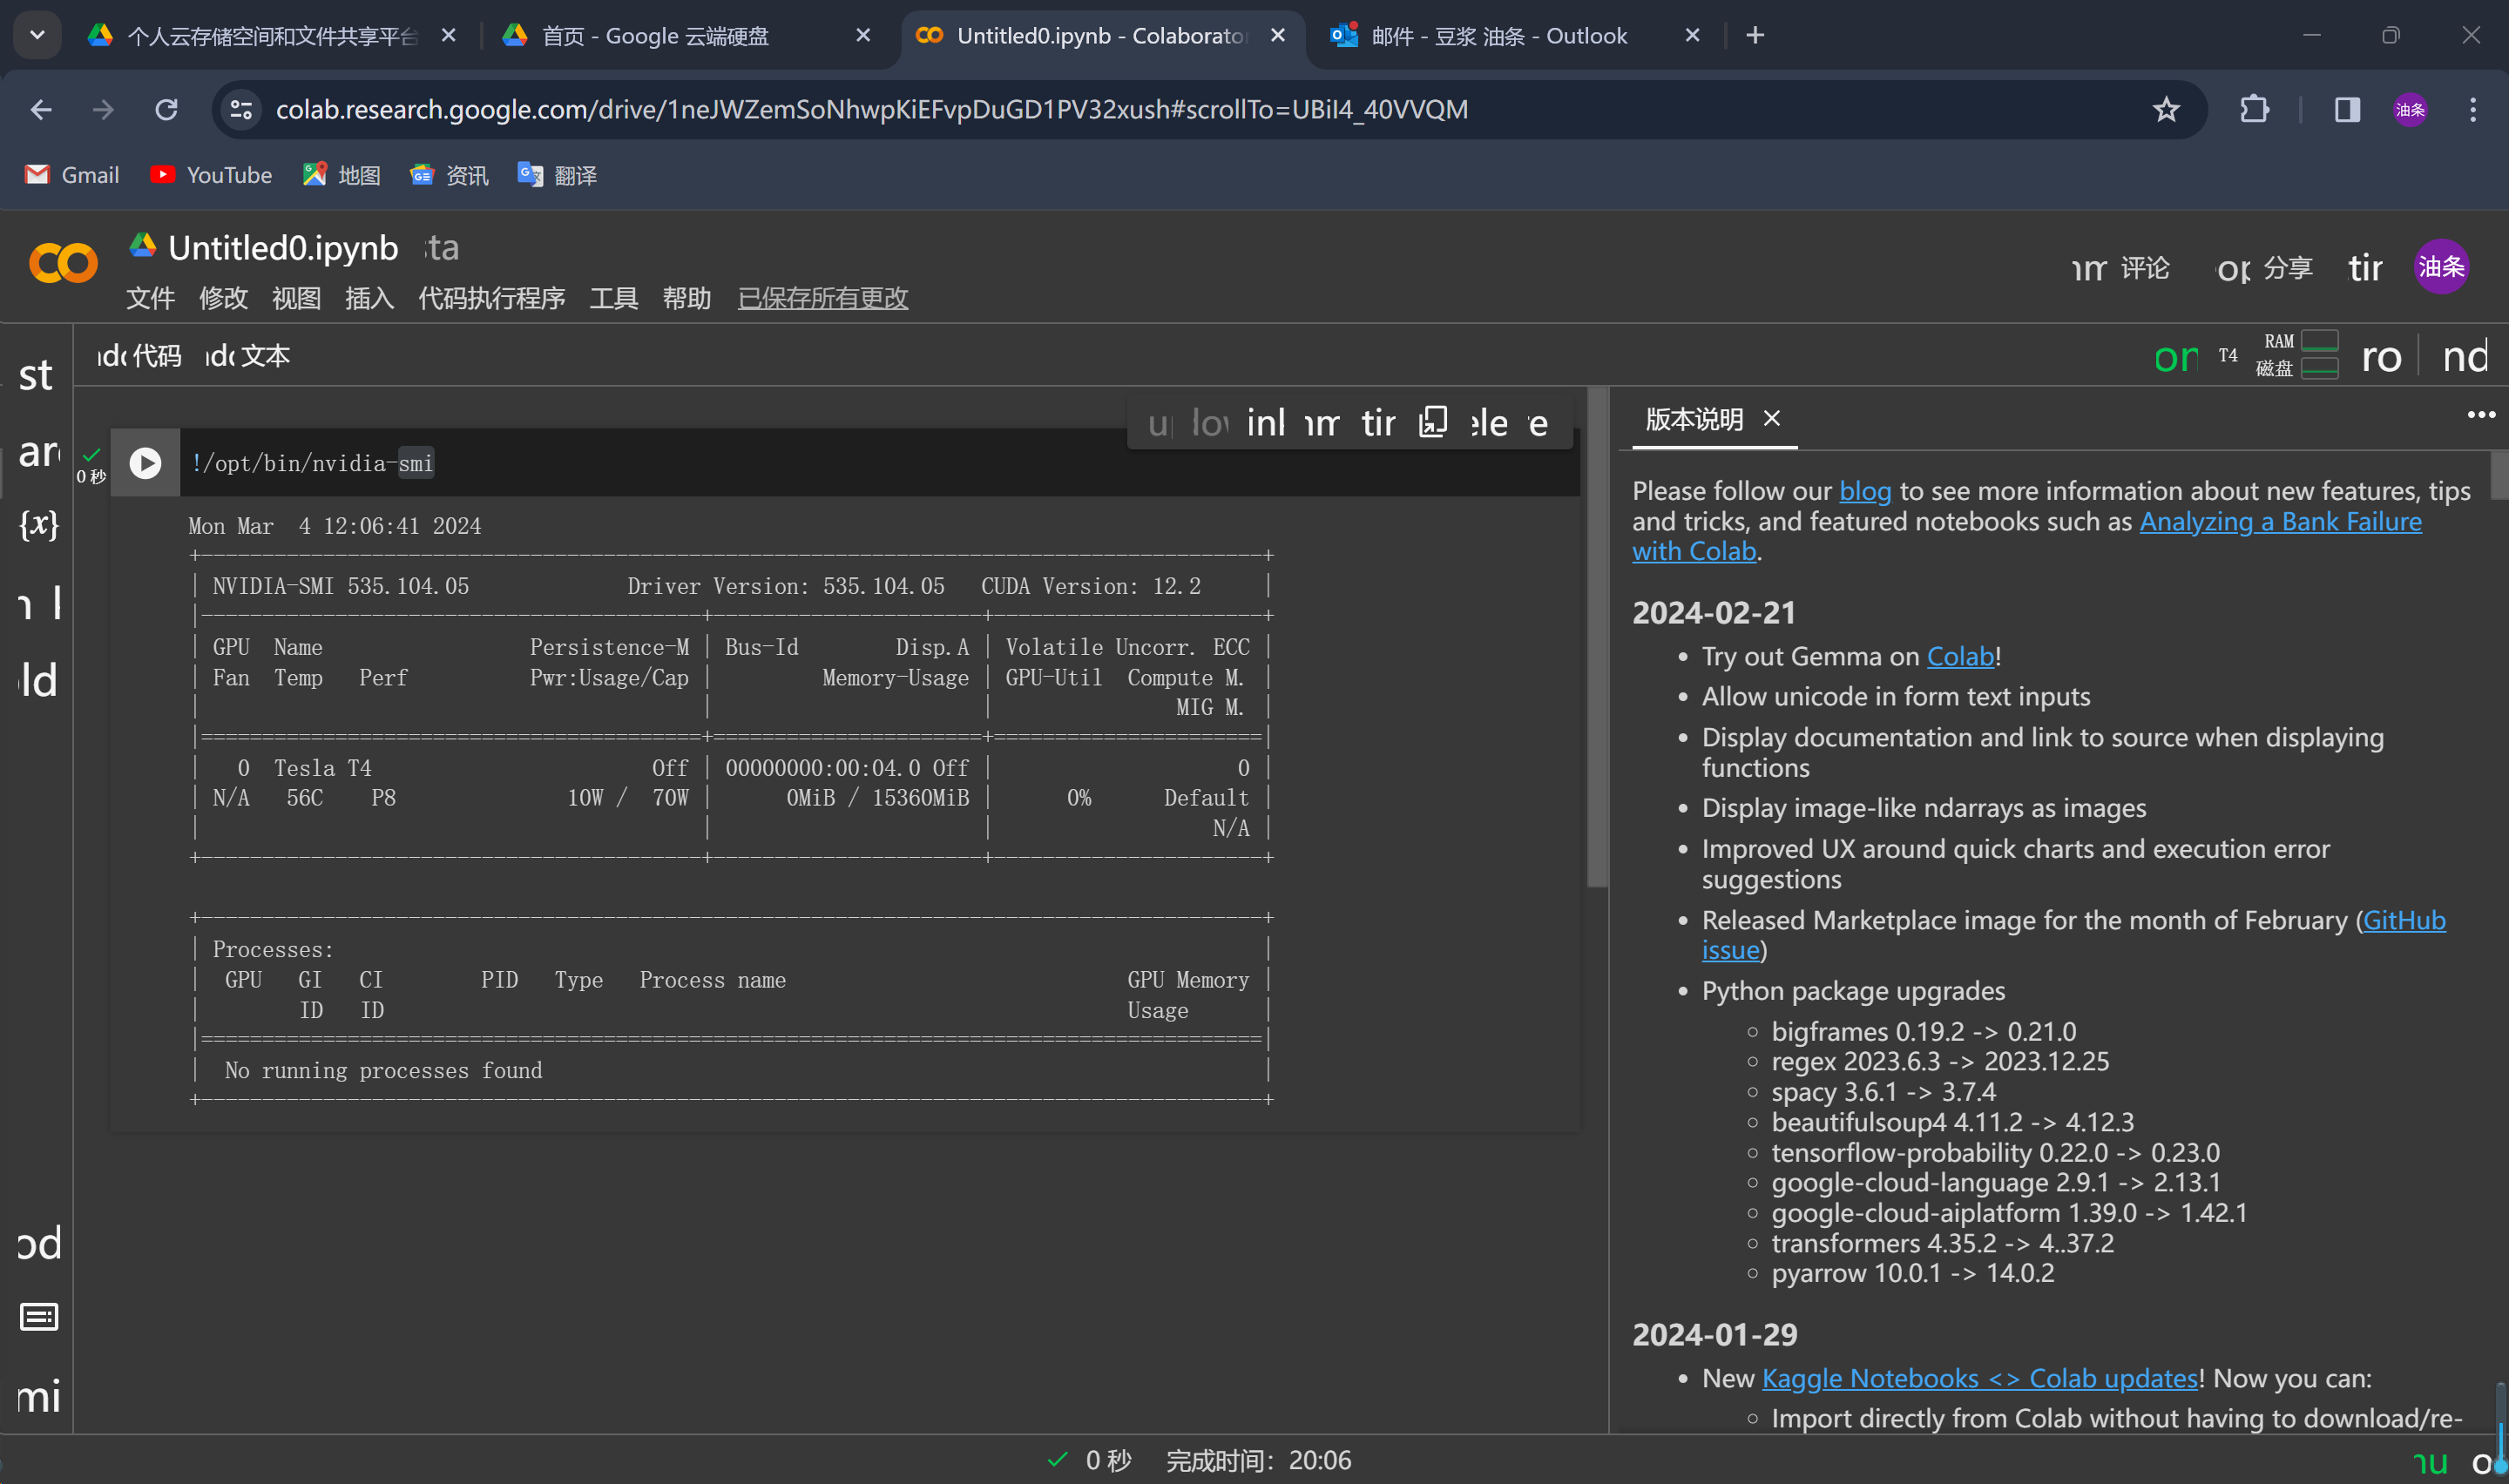 个人云存储空间和文件共享平台
首页 - Google 云端硬盘
Untitled0.ipynb - Colaborator
邮件 - 豆浆 油条 - Outlook
colab.research.google.com/drive/1neJWZemSoNhwpKiEFvpDuGD1PV32xush#scrollTo=UBiI4_40VVQM
油条
Gmail
YouTube
地图
资讯
翻译
Untitled0.ipynb
ta
评论
分享
tir
油条
文件 修改 视图 插入 代码执行程序 工具 帮助 已保存所有更改
代码
文本
T4
RAM
磁盘
ro
st
{x}
ld
od
mi
0 秒
!/opt/bin/nvidia-smi
Mon Mar  4 12:06:41 2024
+---------------------------------------------------------------------------------------+
| NVIDIA-SMI 535.104.05             Driver Version: 535.104.05   CUDA Version: 12.2     |
|-----------------------------------------+----------------------+----------------------+
| GPU  Name                 Persistence-M | Bus-Id        Disp.A | Volatile Uncorr. ECC |
| Fan  Temp   Perf          Pwr:Usage/Cap |         Memory-Usage | GPU-Util  Compute M. |
|                                         |                      |               MIG M. |
|=========================================+======================+======================|
|   0  Tesla T4                       Off | 00000000:00:04.0 Off |                    0 |
| N/A   56C    P8              10W /  70W |      0MiB / 15360MiB |      0%      Default |
|                                         |                      |                  N/A |
+-----------------------------------------+----------------------+----------------------+
+---------------------------------------------------------------------------------------+
| Processes:                                                                            |
|  GPU   GI   CI        PID   Type   Process name                            GPU Memory |
|        ID   ID                                                             Usage      |
|=======================================================================================|
|  No running processes found                                                           |
+---------------------------------------------------------------------------------------+
版本说明
Please follow our blog to see more information about new features, tips
and tricks, and featured notebooks such as Analyzing a Bank Failure
with Colab.
2024-02-21
• Try out Gemma on Colab!
• Allow unicode in form text inputs
• Display documentation and link to source when displaying
functions
• Display image-like ndarrays as images
• Improved UX around quick charts and execution error
suggestions
• Released Marketplace image for the month of February (GitHub
issue)
• Python package upgrades
○ bigframes 0.19.2 -> 0.21.0
○ regex 2023.6.3 -> 2023.12.25
○ spacy 3.6.1 -> 3.7.4
○ beautifulsoup4 4.11.2 -> 4.12.3
○ tensorflow-probability 0.22.0 -> 0.23.0
○ google-cloud-language 2.9.1 -> 2.13.1
○ google-cloud-aiplatform 1.39.0 -> 1.42.1
○ transformers 4.35.2 -> 4..37.2
○ pyarrow 10.0.1 -> 14.0.2
2024-01-29
• New Kaggle Notebooks <> Colab updates! Now you can:
○ Import directly from Colab without having to download/re-
0 秒 完成时间：20:06